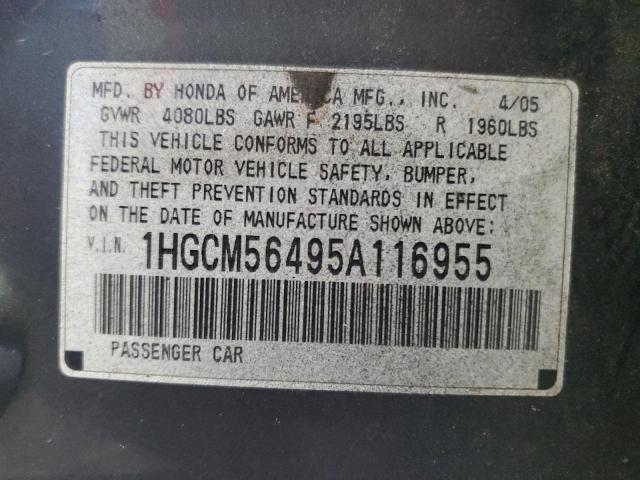 MFD. BY HONDA OF AMERICA MFG., INC. 4/05
GVWR 4080LBS GAWR F 2195LBS R 1960LBS
THIS VEHICLE CONFORMS TO ALL APPLICABLE
FEDERAL MOTOR VEHICLE SAFETY, BUMPER,
AND THEFT PREVENTION STANDARDS IN EFFECT
ON THE DATE OF MANUFACTURE SHOWN ABOVE:
V.I.N. 1HGCM56495A116955
PASSENGER CAR